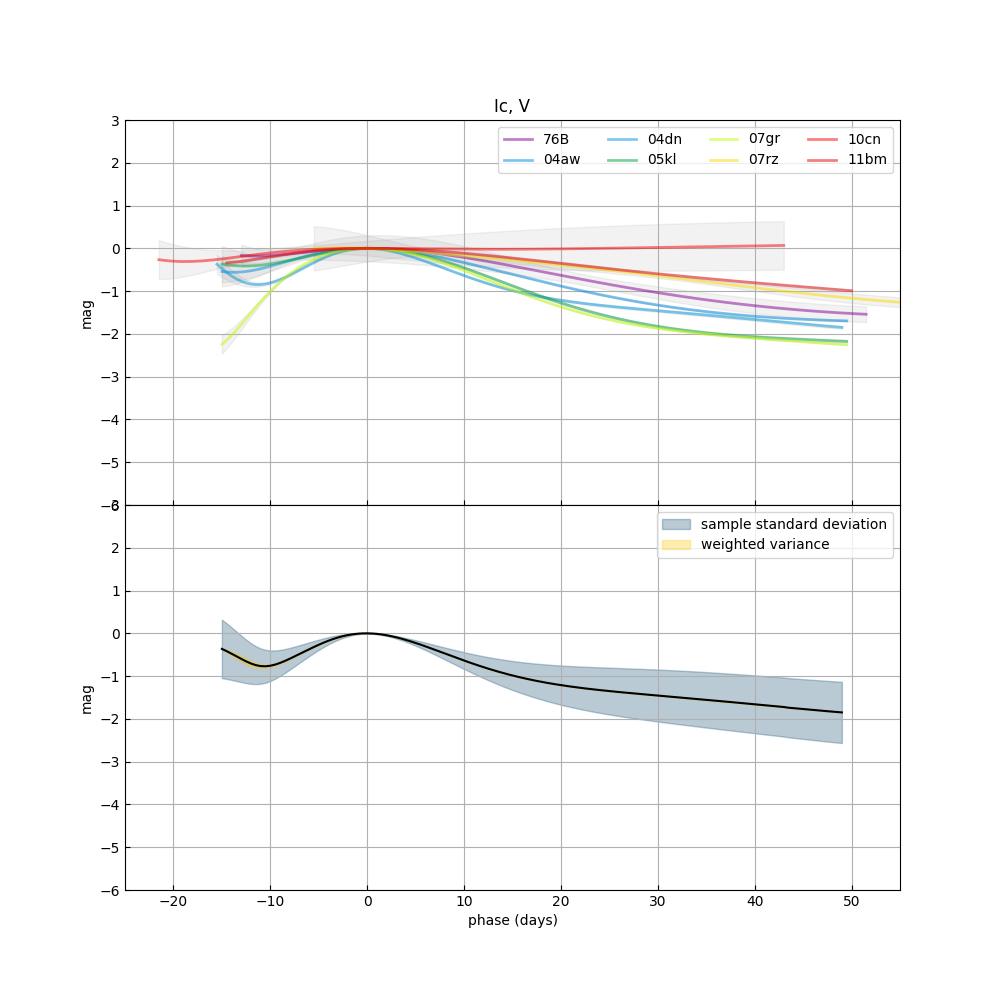 Ic, V
3
76B 04dn 07gr 10cn
04aw 05kl 07rz 11bm
2
1
0
−1
−2
−3
−4
−5
−6
mag
3
sample standard deviation
weighted variance
2
1
0
−1
−2
−3
−4
−5
−6
mag
−20 −10 0 10 20 30 40 50
phase (days)